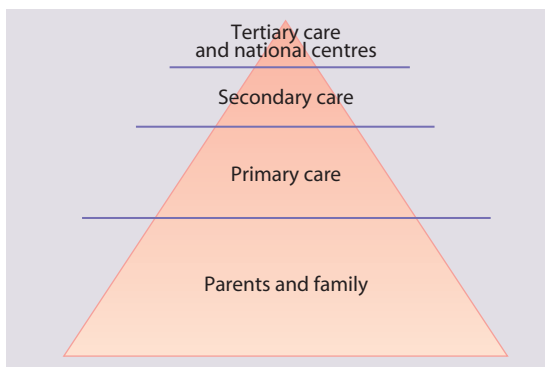 Tertiary care
and national centres
Secondary care
Primary care
Parents and family